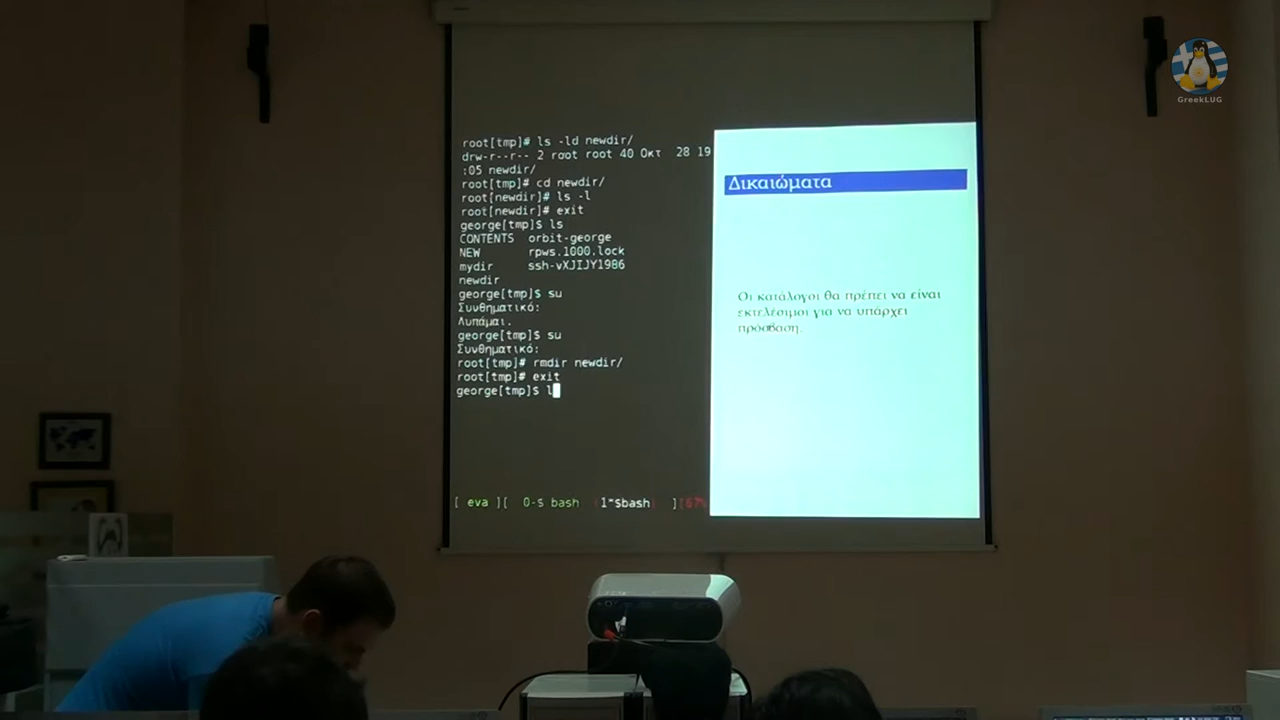 GreekLUG
root[tmp]# ls -ld newdir/
drw-r--r-- 2 root root 40 Οκτ 28 19
:05 newdir/
root[tmp]# cd newdir/
root[newdir]# ls -l
root[newdir]# exit
george[tmp]$ ls
CONTENTS orbit-george
NEW rpws.1000.lock
mydir ssh-vXJIJY1986
newdir
george[tmp]$ su
Συνθηματικό:
Λυπάμαι.
george[tmp]$ su
Συνθηματικό:
root[tmp]# rmdir newdir/
root[tmp]# exit
george[tmp]$ l
[ eva ][ 0-$ bash (1*$bash) ][67%
Δικαιώματα
Οι κατάλογοι θα πρέπει να είναι
εκτελέσιμοι για να υπάρχει
πρόσβαση.